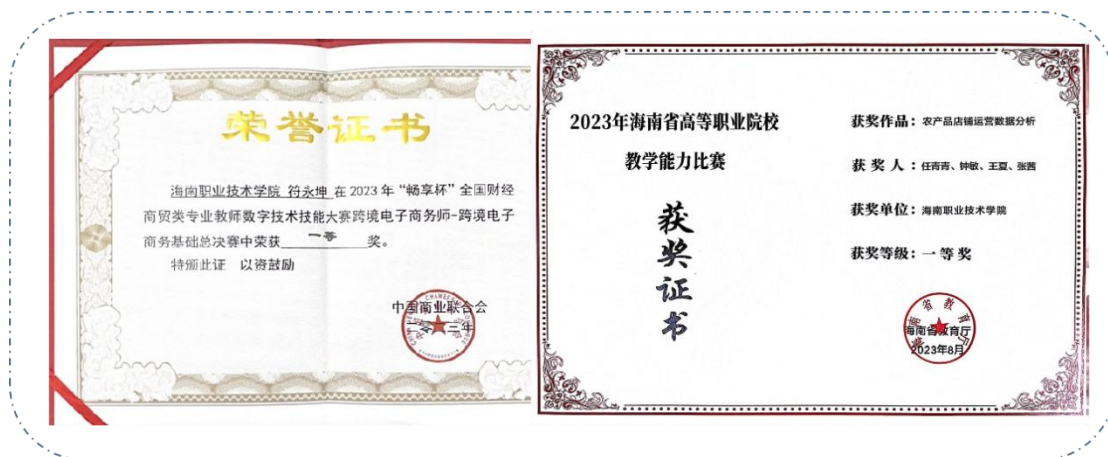 荣誉证书
海南职业技术学院 符永坤 在 2023 年“畅享杯”全国财经
商贸类专业教师数字技术技能大赛跨境电子商务师-跨境电子
商务基础总决赛中荣获 一等 奖。
特颁此证 以资鼓励
中国商业联合会
二〇二三年
2023年海南省高等职业院校
教学能力比赛
获奖证书
获奖作品：农产品店铺运营数据分析
获 奖 人：任青青、钟敏、王夏、张茜
获奖单位：海南职业技术学院
获奖等级：一等奖
海南省教育厅
2023年8月